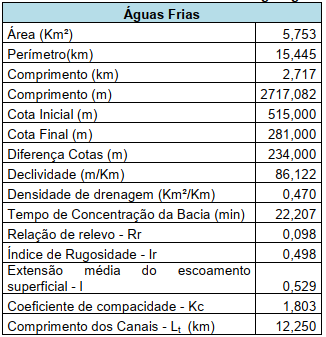 Águas Frias
Área (Km²) 5,753
Perímetro(km) 15,445
Comprimento (km) 2,717
Comprimento (m) 2717,082
Cota Inicial (m) 515,000
Cota Final (m) 281,000
Diferença Cotas (m) 234,000
Declividade (m/Km) 86,122
Densidade de drenagem (Km²/Km) 0,470
Tempo de Concentração da Bacia (min) 22,207
Relação de relevo - Rr 0,098
Índice de Rugosidade - Ir 0,498
Extensão média do escoamento
superficial - l 0,529
Coeficiente de compacidade - Kc 1,803
Comprimento dos Canais - Lt (km) 12,250